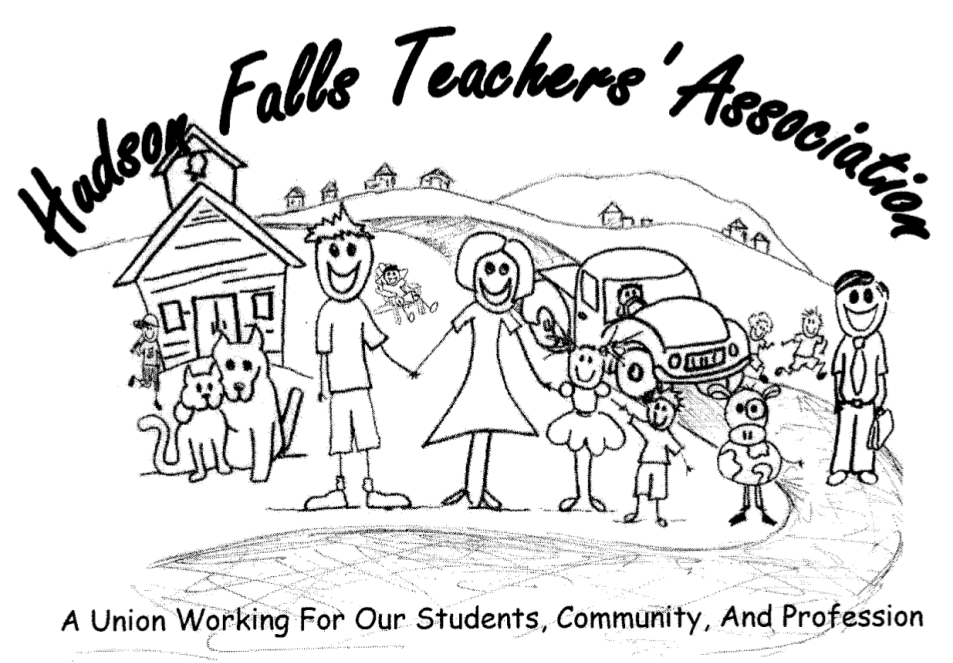 Hudson Falls Teachers' Association
A Union Working For Our Students, Community, And Profession